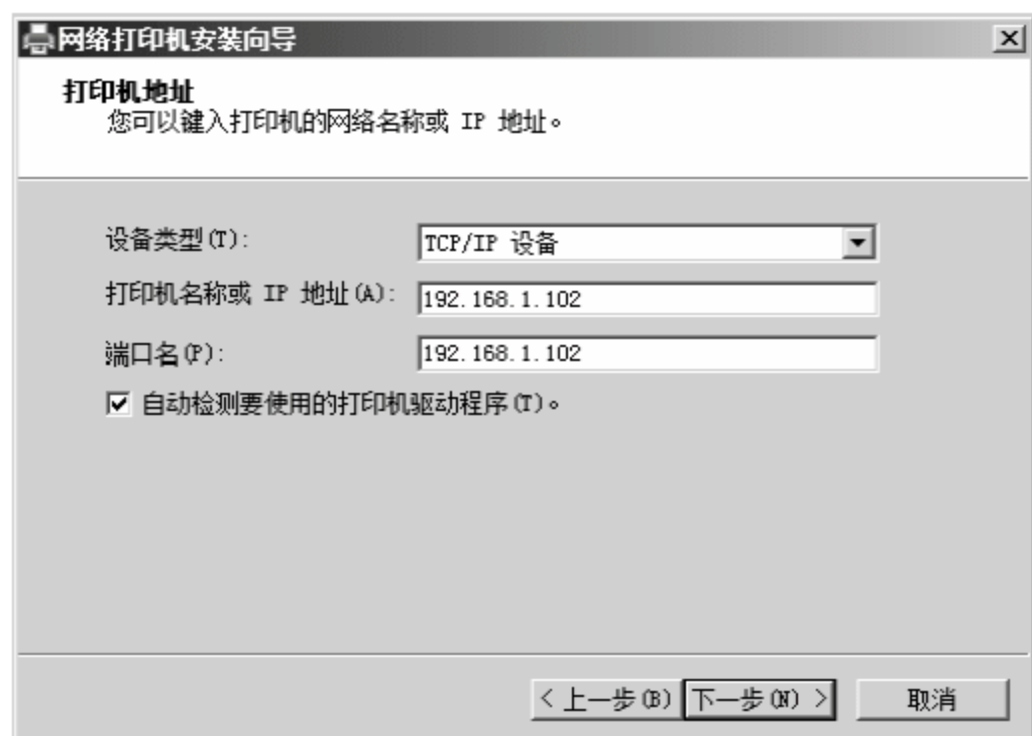 网络打印机安装向导
打印机地址
您可以键入打印机的网络名称或 IP 地址。
设备类型(T): TCP/IP 设备
打印机名称或 IP 地址(A): 192.168.1.102
端口名(P): 192.168.1.102
自动检测要使用的打印机驱动程序(T)。
< 上一步(B) 下一步(N) > 取消